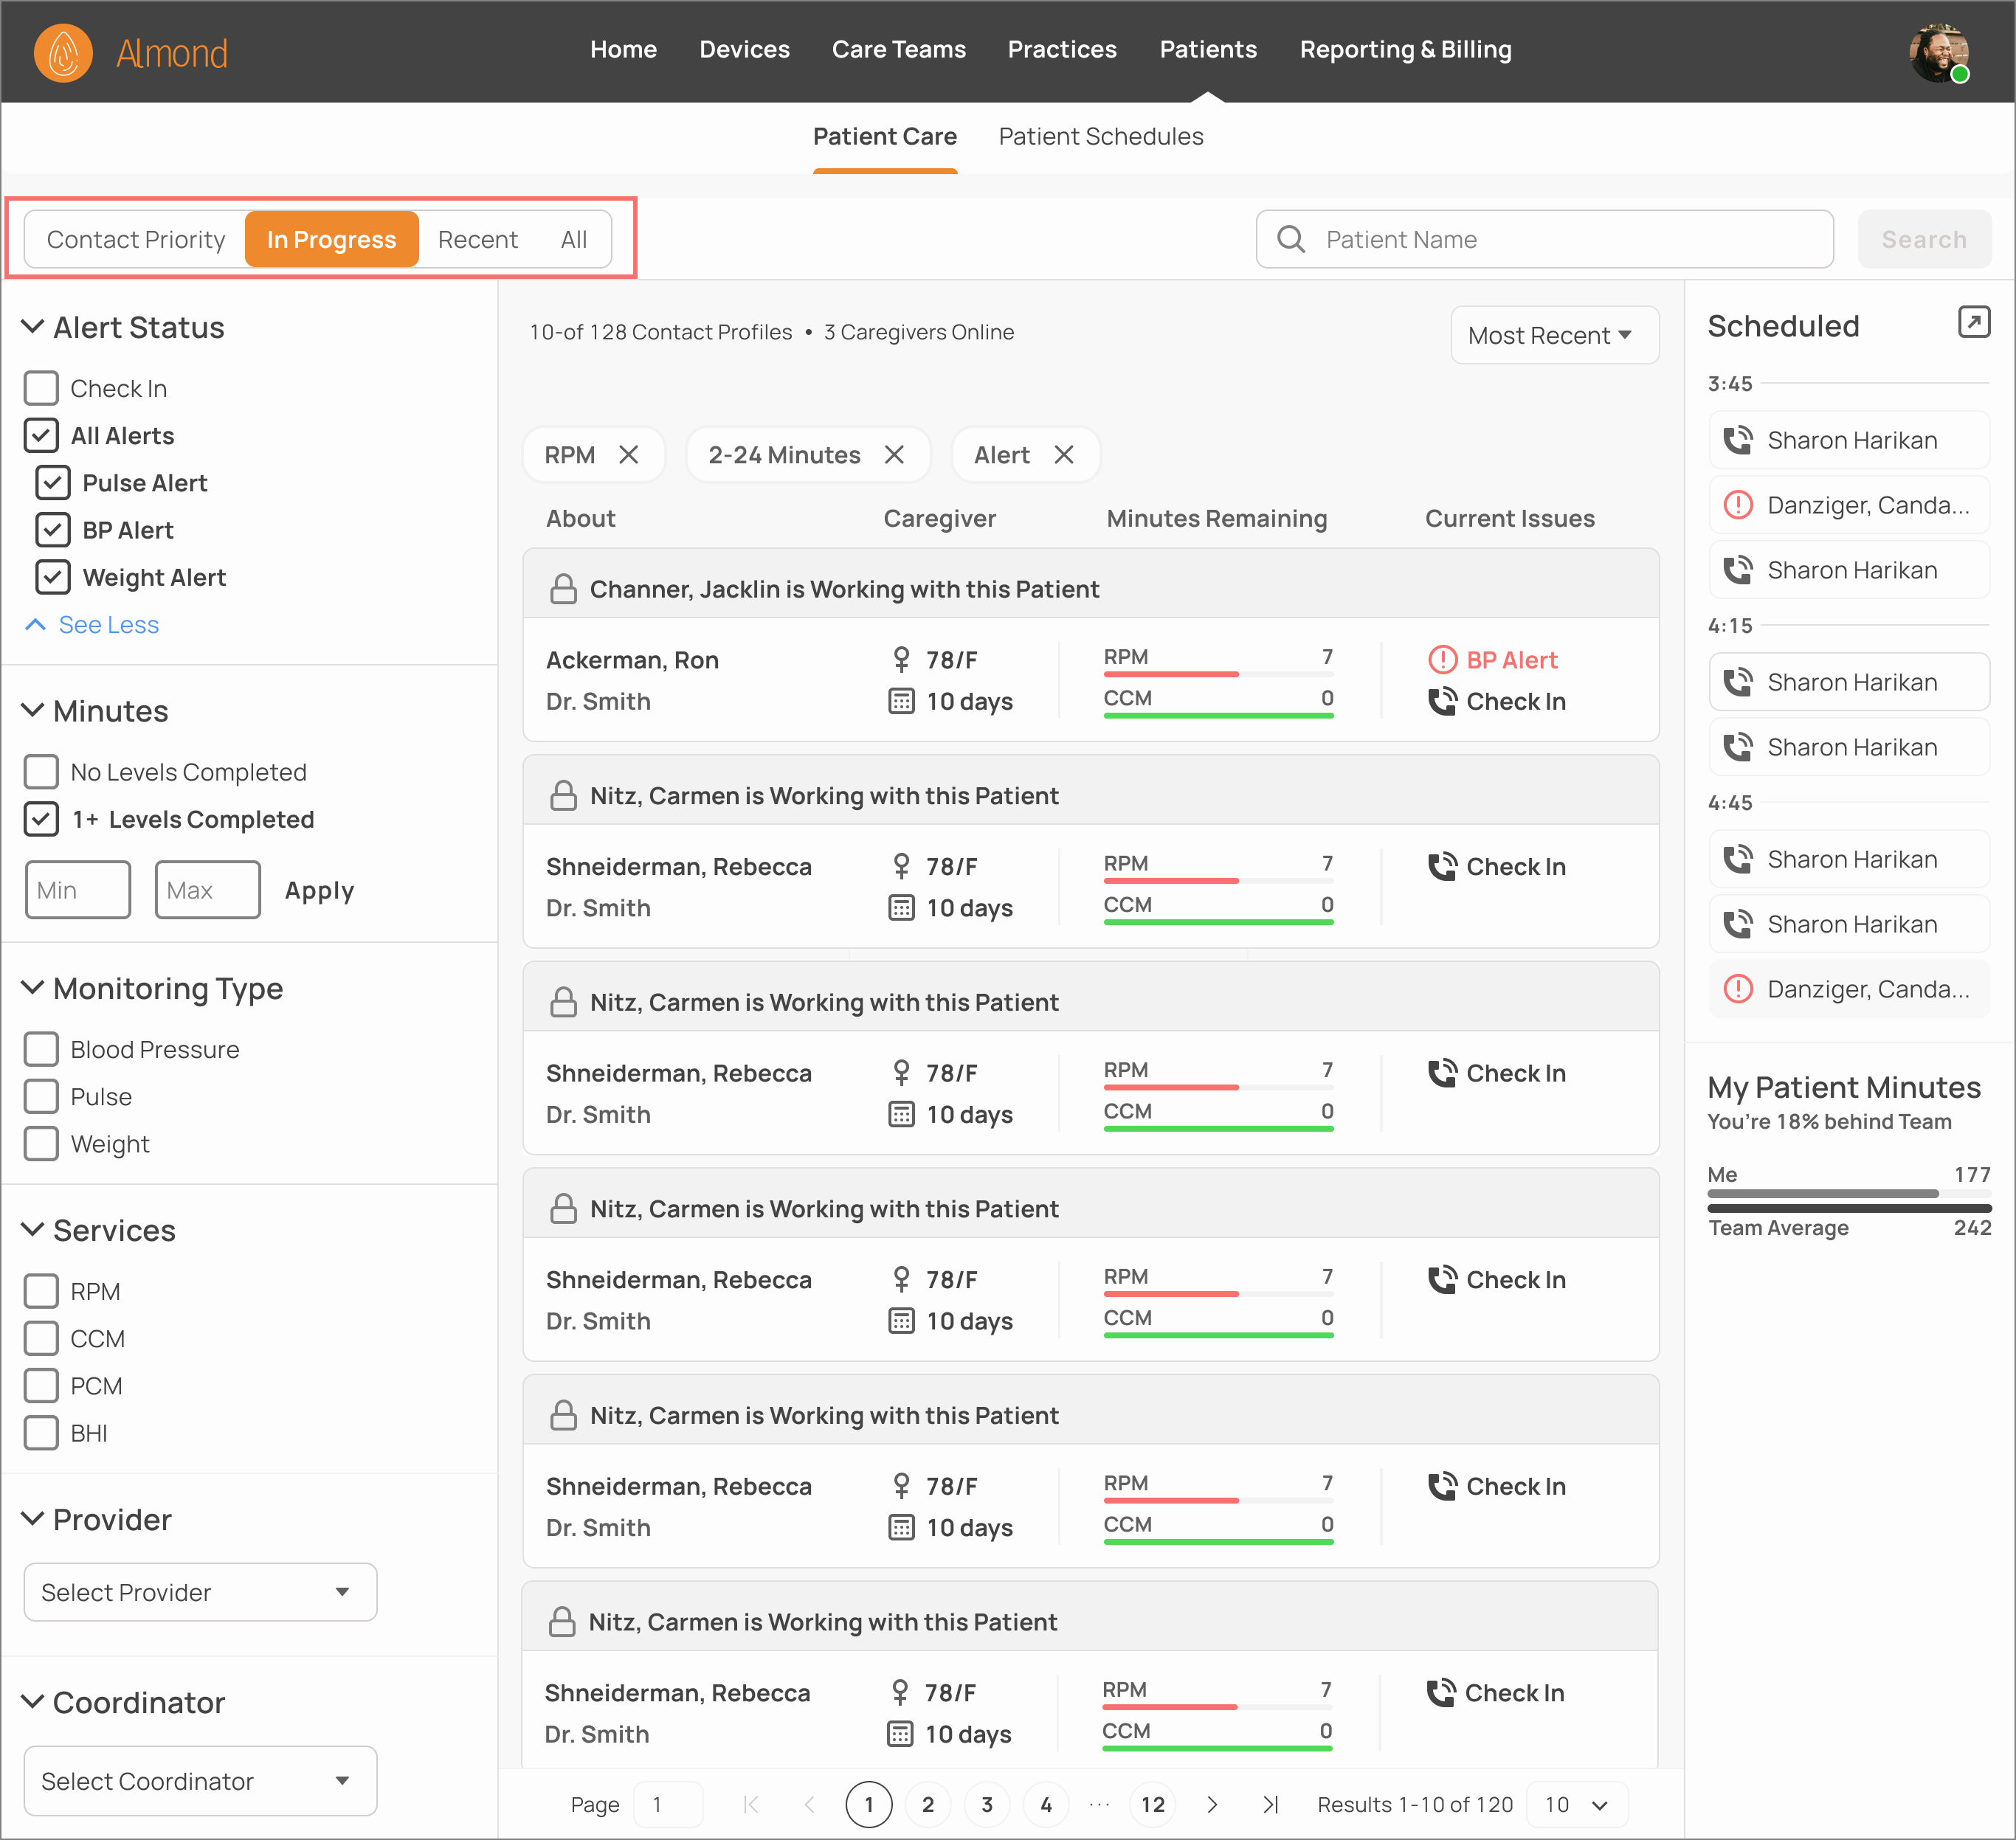 Almond
Home Devices Care Teams Practices Patients Reporting & Billing
Patient Care Patient Schedules
Contact Priority In Progress Recent All
Patient Name
Search
Alert Status
Check In
All Alerts
Pulse Alert
BP Alert
Weight Alert
See Less
Minutes
No Levels Completed
1+ Levels Completed
Min Max Apply
Monitoring Type
Blood Pressure
Pulse
Weight
Services
RPM
CCM
PCM
BHI
Provider
Select Provider
Coordinator
Select Coordinator
10-of 128 Contact Profiles • 3 Caregivers Online
Most Recent
RPM 2-24 Minutes Alert
About Caregiver Minutes Remaining Current Issues
Channer, Jacklin is Working with this Patient
Ackerman, Ron 78/F RPM 7 BP Alert
Dr. Smith 10 days CCM 0 Check In
Nitz, Carmen is Working with this Patient
Shneiderman, Rebecca 78/F RPM 7 Check In
Dr. Smith 10 days CCM 0
Nitz, Carmen is Working with this Patient
Shneiderman, Rebecca 78/F RPM 7 Check In
Dr. Smith 10 days CCM 0
Nitz, Carmen is Working with this Patient
Shneiderman, Rebecca 78/F RPM 7 Check In
Dr. Smith 10 days CCM 0
Nitz, Carmen is Working with this Patient
Shneiderman, Rebecca 78/F RPM 7 Check In
Dr. Smith 10 days CCM 0
Nitz, Carmen is Working with this Patient
Shneiderman, Rebecca 78/F RPM 7 Check In
Dr. Smith 10 days CCM 0
Page 1 1 2 3 4 ... 12 Results 1-10 of 120 10
Scheduled
3:45
Sharon Harikan
Danziger, Canda...
Sharon Harikan
4:15
Sharon Harikan
Sharon Harikan
4:45
Sharon Harikan
Sharon Harikan
Danziger, Canda...
My Patient Minutes
You're 18% behind Team
Me 177
Team Average 242